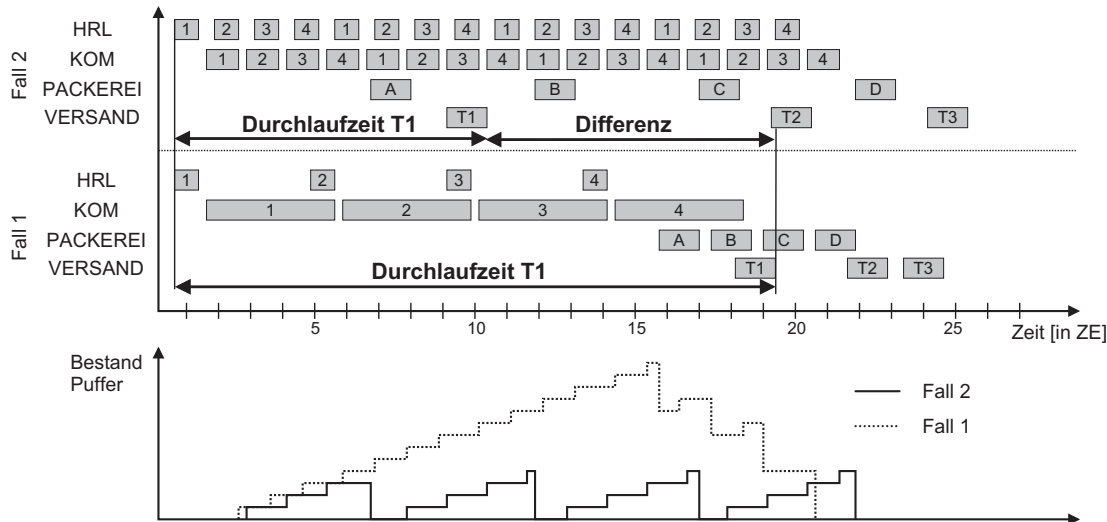 Fall 2
HRL 1 2 3 4 1 2 3 4 1 2 3 4 1 2 3 4
KOM 1 2 3 4 1 2 3 4 1 2 3 4 1 2 3 4
PACKEREI A B C D
VERSAND T1 T2 T3
Durchlaufzeit T1 Differenz
Fall 1
HRL 1 2 3 4
KOM 1 2 3 4
PACKEREI A B C D
VERSAND T1 T2 T3
Durchlaufzeit T1
5 10 15 20 25
Zeit [in ZE]
Bestand
Puffer
Fall 2
Fall 1